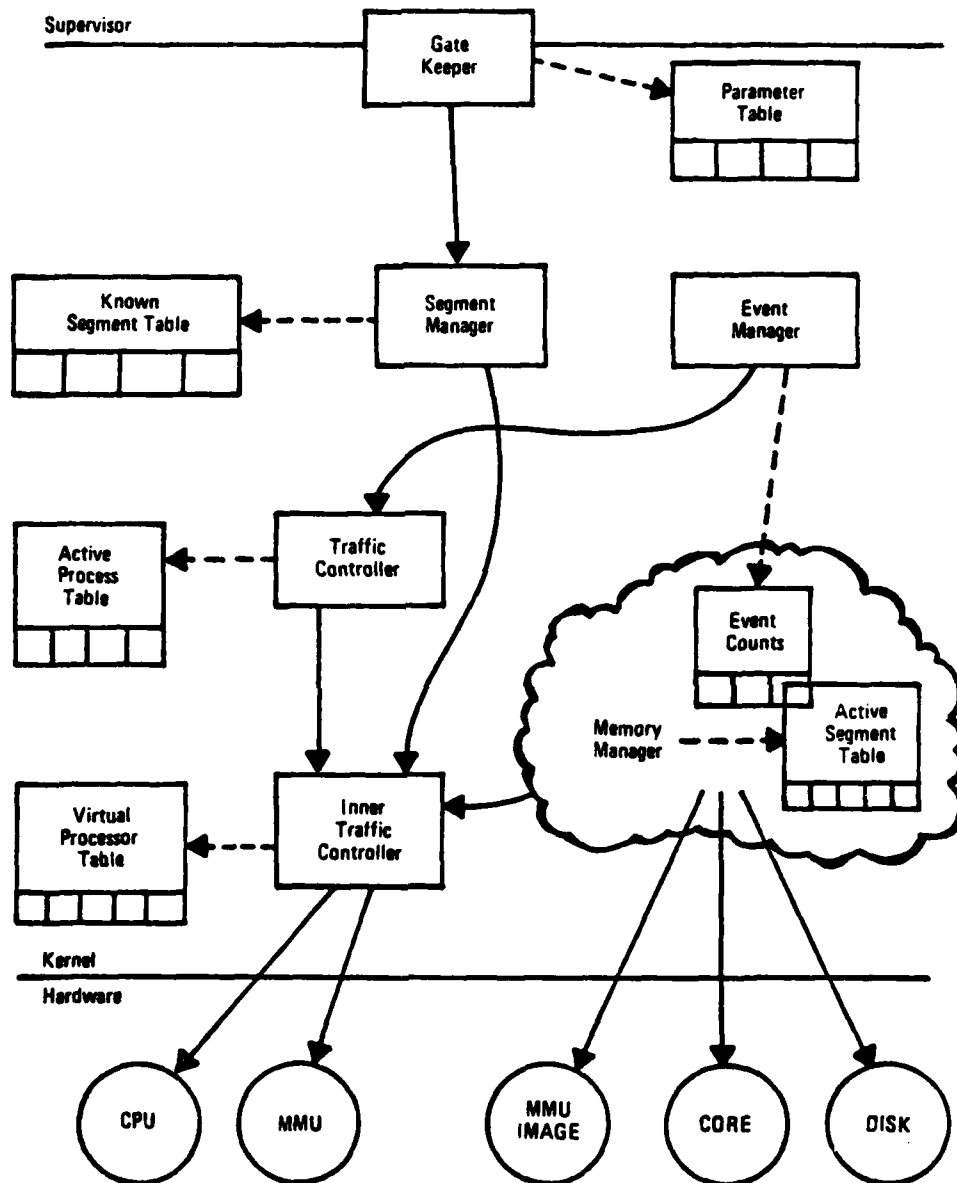 Supervisor
Gate
Keeper
Parameter
Table
Known
Segment Table
Segment
Manager
Event
Manager
Active
Process
Table
Traffic
Controller
Event
Counts
Memory
Manager
Active
Segment
Table
Virtual
Processor
Table
Inner
Traffic
Controller
Kernel
Hardware
CPU
MMU
MMU
IMAGE
CORE
DISK